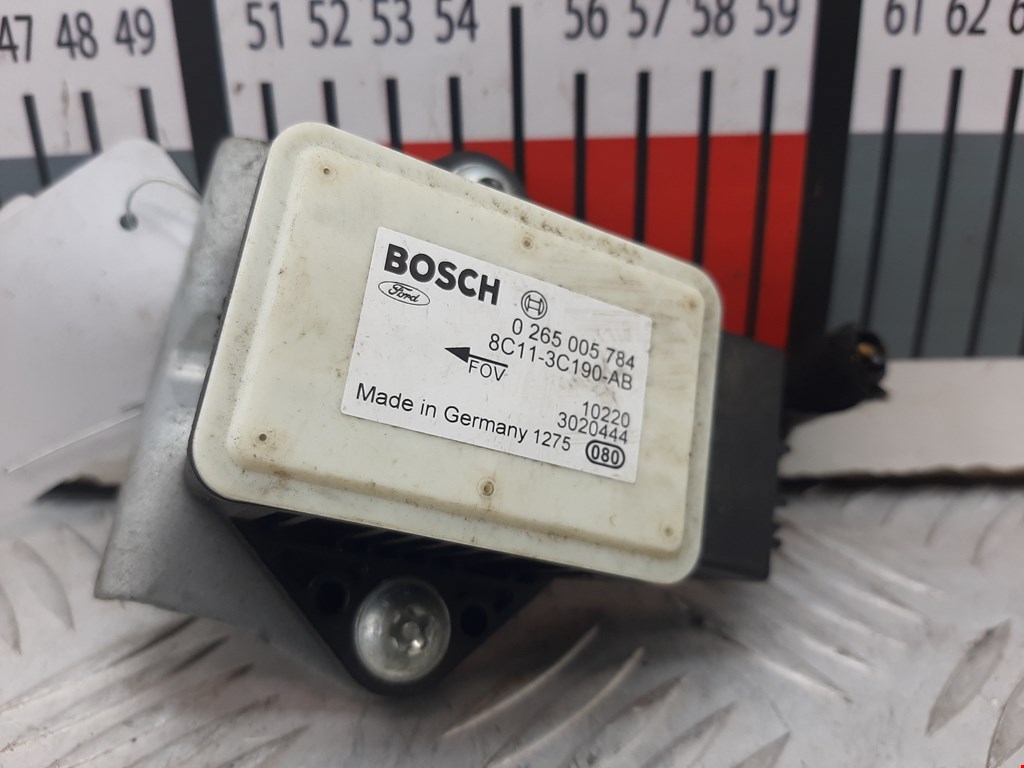 47 48 49 51 52 53 54 56 57 58 59 61 62
BOSCH
Ford
0 265 005 784
8C11-3C190-AB
FOV
10220
3020444
Made in Germany 1275 080